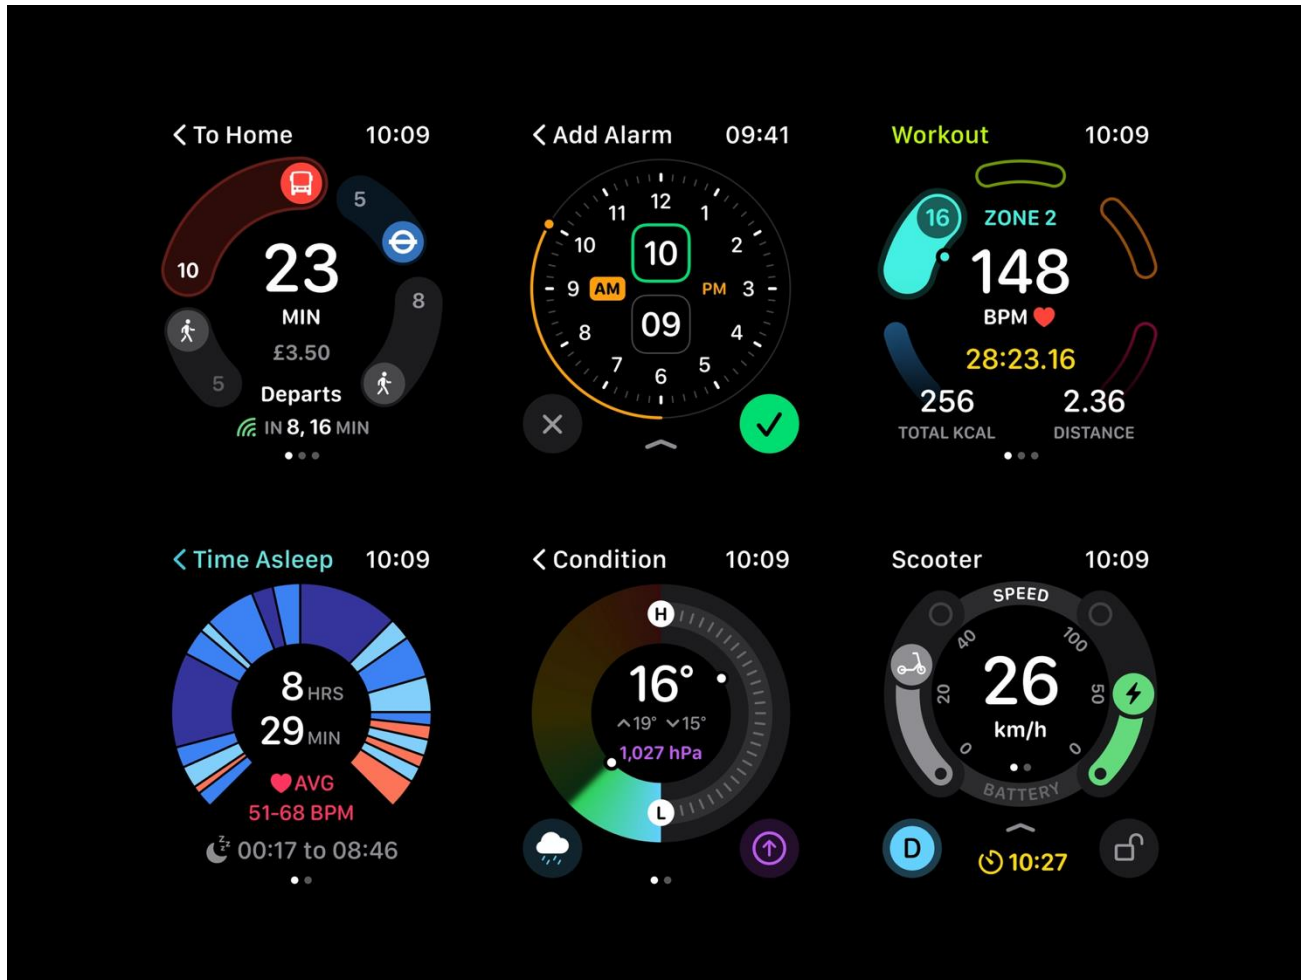 To Home 10:09
5
10
8
5
23
MIN
£3.50
Departs
IN 8, 16 MIN
Add Alarm 09:41
12
1
2
3
4
5
6
7
8
9
10
11
10
AM PM
09
Workout 10:09
16 ZONE 2
148
BPM
28:23.16
256 2.36
TOTAL KCAL DISTANCE
Time Asleep 10:09
8 HRS
29 MIN
AVG
51-68 BPM
zzz 00:17 to 08:46
Condition 10:09
H
16°
19° 15°
1,027 hPa
L
Scooter 10:09
SPEED
40 100
26
20 50
km/h
0 0
BATTERY
D 10:27